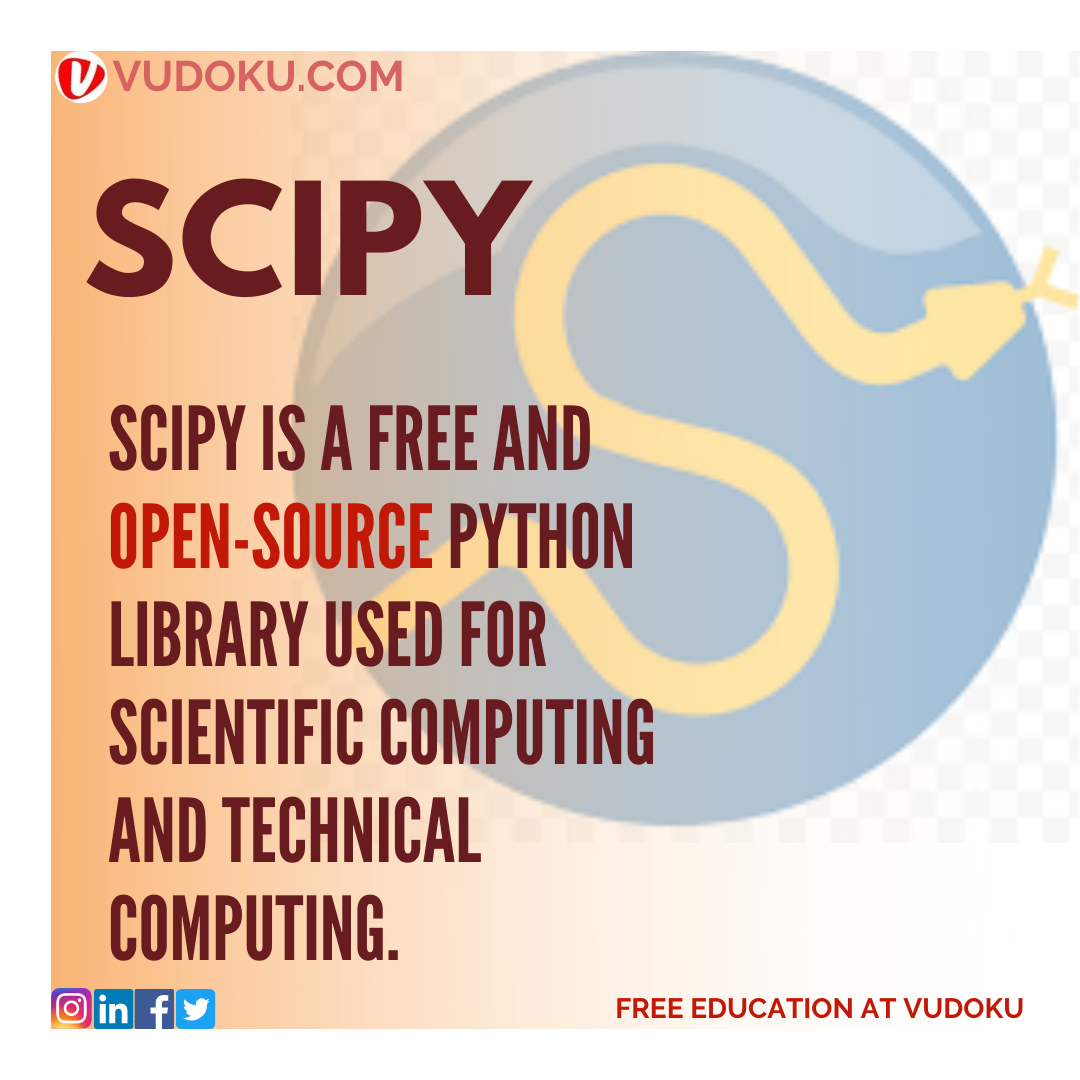 VUDOKU.COM
SCIPY
SCIPY IS A FREE AND
OPEN-SOURCE PYTHON
LIBRARY USED FOR
SCIENTIFIC COMPUTING
AND TECHNICAL
COMPUTING.
FREE EDUCATION AT VUDOKU